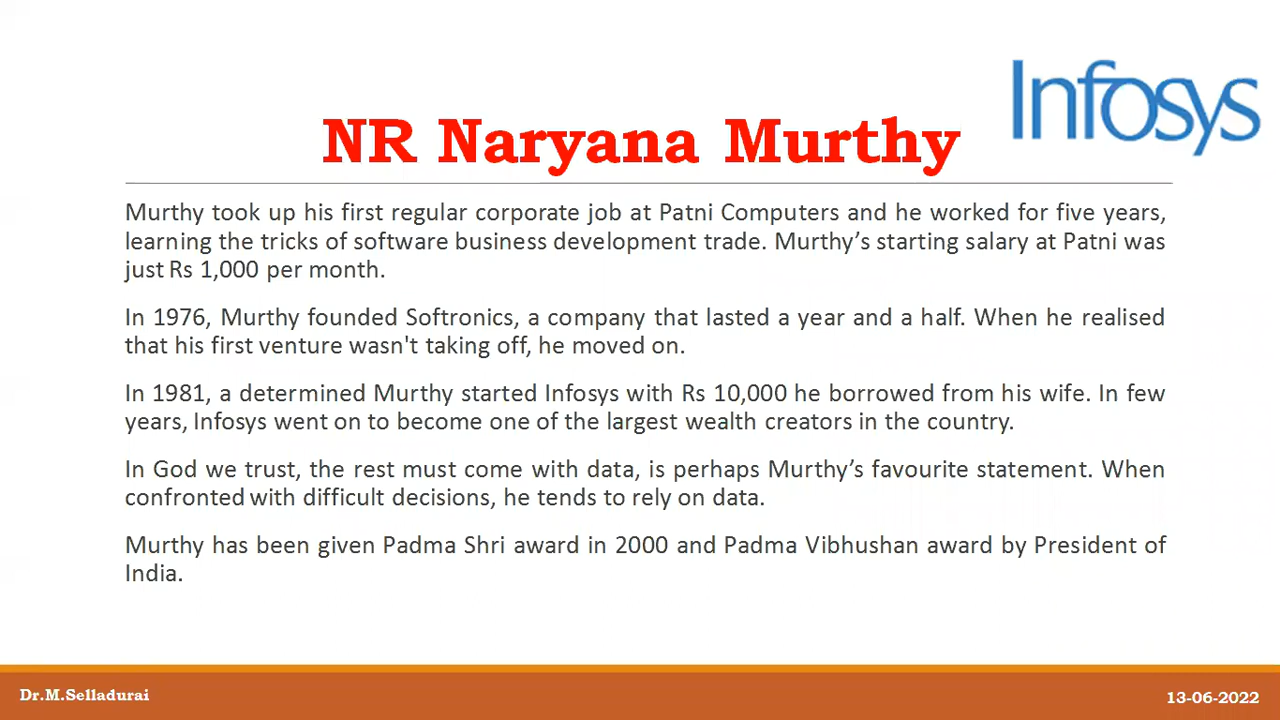 Infosys
NR Naryana Murthy
Murthy took up his first regular corporate job at Patni Computers and he worked for five years,
learning the tricks of software business development trade. Murthy’s starting salary at Patni was
just Rs 1,000 per month.
In 1976, Murthy founded Softronics, a company that lasted a year and a half. When he realised
that his first venture wasn't taking off, he moved on.
In 1981, a determined Murthy started Infosys with Rs 10,000 he borrowed from his wife. In few
years, Infosys went on to become one of the largest wealth creators in the country.
In God we trust, the rest must come with data, is perhaps Murthy’s favourite statement. When
confronted with difficult decisions, he tends to rely on data.
Murthy has been given Padma Shri award in 2000 and Padma Vibhushan award by President of
India.
Dr.M.Selladurai
13-06-2022